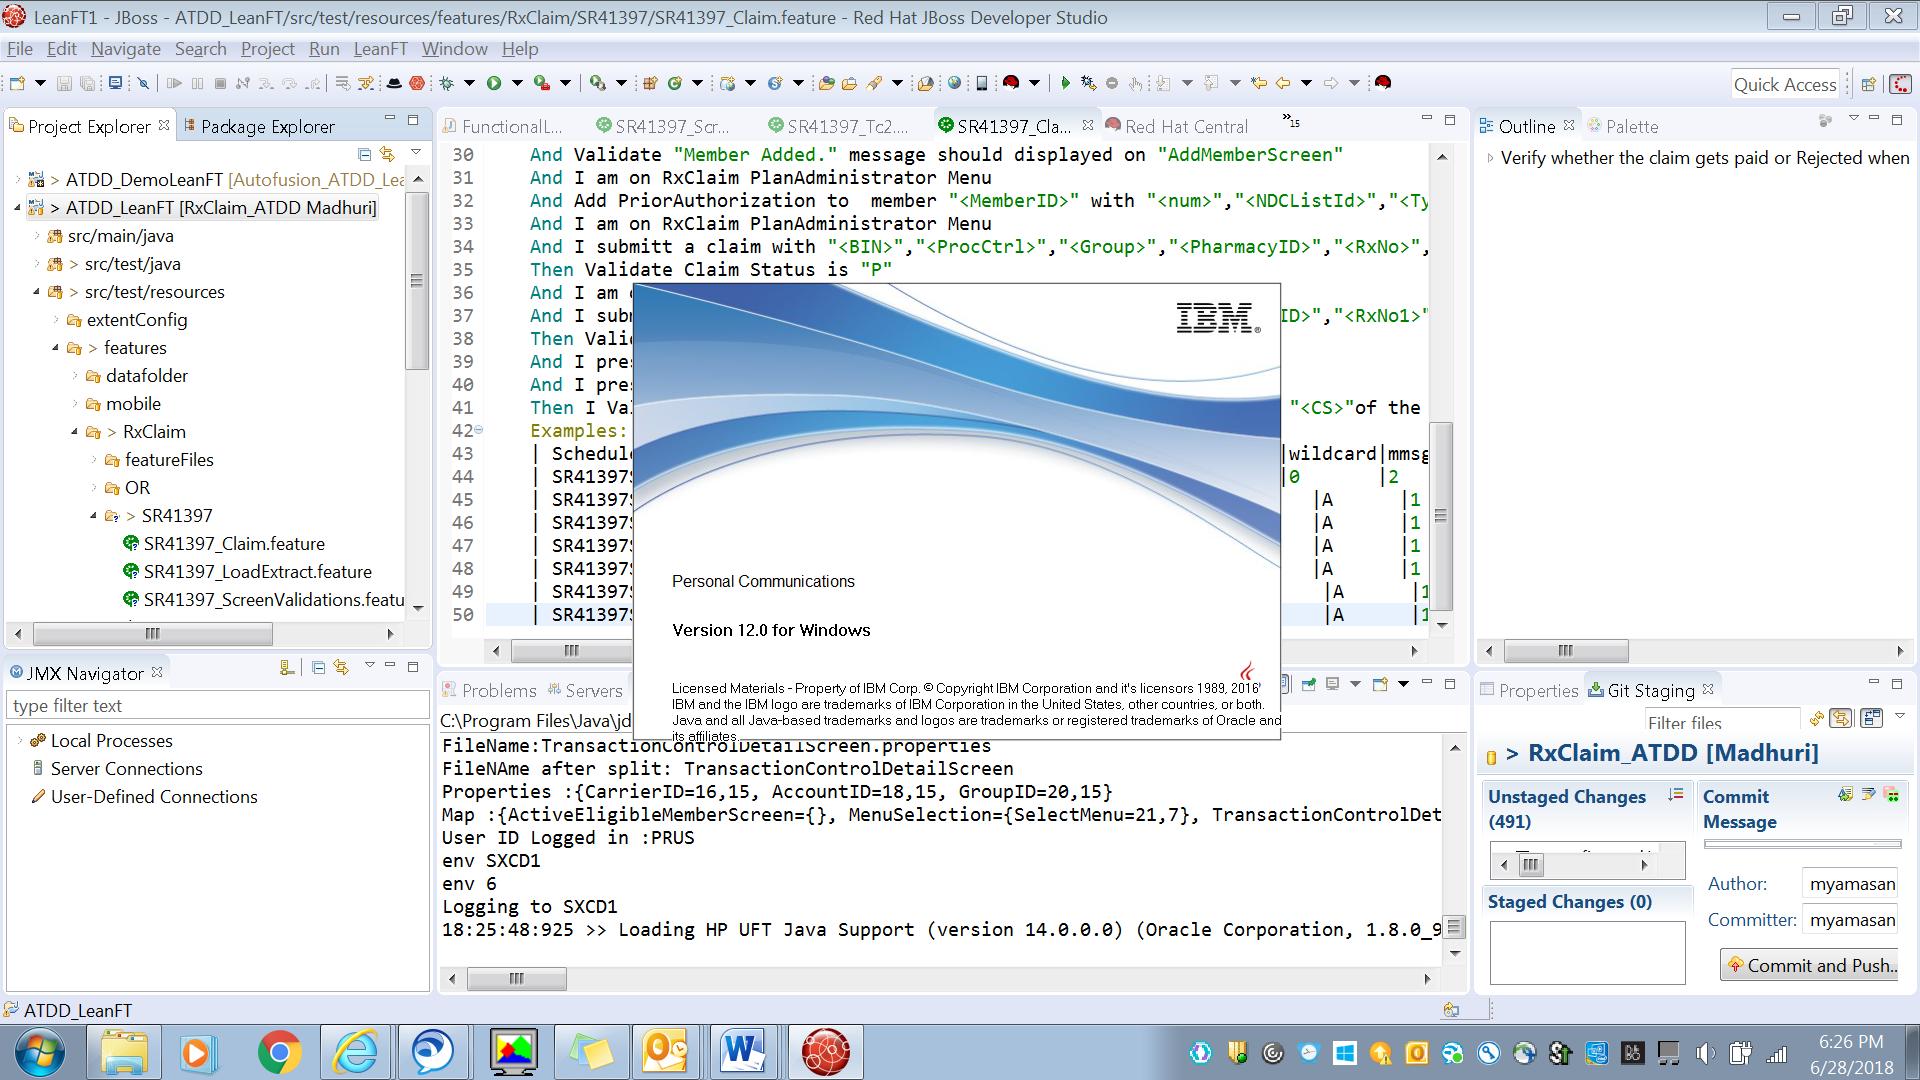 LeanFT1 - JBoss - ATDD_LeanFT/src/test/resources/features/RxClaim/SR41397/SR41397_Claim.feature - Red Hat JBoss Developer Studio
File Edit Navigate Search Project Run LeanFT Window Help
Quick Access
Project Explorer
Package Explorer
> ATDD_DemoLeanFT [Autofusion_ATDD_Lea
> ATDD_LeanFT [RxClaim_ATDD Madhuri]
src/main/java
> src/test/java
> src/test/resources
extentConfig
> features
datafolder
mobile
> RxClaim
featureFiles
OR
> SR41397
SR41397_Claim.feature
SR41397_LoadExtract.feature
SR41397_ScreenValidations.featu
JMX Navigator
type filter text
Local Processes
Server Connections
User-Defined Connections
FunctionalL... SR41397_Scr... SR41397_Tc2.... SR41397_Cla... Red Hat Central »15
30 And Validate "Member Added." message should displayed on "AddMemberScreen"
31 And I am on RxClaim PlanAdministrator Menu
32 And Add PriorAuthorization to  member "<MemberID>" with "<num>","<NDCListId>","<Ty
33 And I am on RxClaim PlanAdministrator Menu
34 And I submitt a claim with "<BIN>","<ProcCtrl>","<Group>","<PharmacyID>","<RxNo>",
35 Then Validate Claim Status is "P"
36 And I am
37 And I sub ID>","<RxNo1>"
38 Then Vali
39 And I pre
40 And I pre
41 Then I Va "<CS>"of the
42 Examples:
43 | Schedul |wildcard|mmsg
44 | SR41397 |0 |2
45 | SR41397 |A |1
46 | SR41397 |A |1
47 | SR41397 |A |1
48 | SR41397 |A |1
49 | SR41397 |A |1
50 | SR41397 |A |1
IBM®
Personal Communications
Version 12.0 for Windows
Licensed Materials - Property of IBM Corp. © Copyright IBM Corporation and it's licensors 1989, 2016
IBM and the IBM logo are trademarks of IBM Corporation in the United States, other countries, or both.
Java and all Java-based trademarks and logos are trademarks or registered trademarks of Oracle and
its affiliates.
Problems Servers
C:\Program Files\Java\jd
FileName:TransactionControlDetailScreen.properties
FileNAme after split: TransactionControlDetailScreen
Properties :{CarrierID=16,15, AccountID=18,15, GroupID=20,15}
Map :{ActiveEligibleMemberScreen={}, MenuSelection={SelectMenu=21,7}, TransactionControlDet
User ID Logged in :PRUS
env SXCD1
env 6
Logging to SXCD1
18:25:48:925 >> Loading HP UFT Java Support (version 14.0.0.0) (Oracle Corporation, 1.8.0_9
Outline Palette
Verify whether the claim gets paid or Rejected when
Properties Git Staging
Filter files
> RxClaim_ATDD [Madhuri]
Unstaged Changes
(491)
Staged Changes (0)
Commit
Message
Author: myamasan
Committer: myamasan
Commit and Push...
ATDD_LeanFT
6:26 PM
6/28/2018